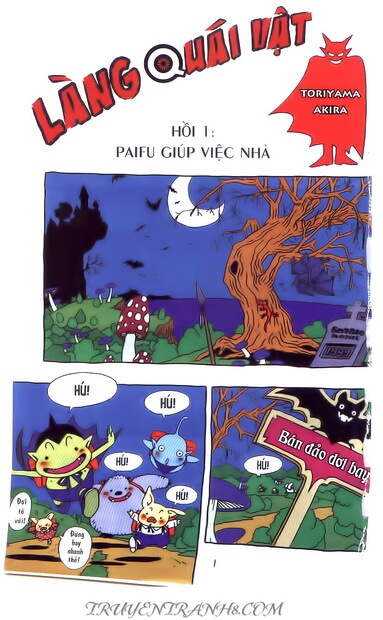 LÀNG QUÁI VẬT
TORIYAMA
AKIRA
HỒI 1:
PAIFU GIÚP VIỆC NHÀ
1999
HÚ!
HÚ!
HÚ!
HÚ!
Đợi
tớ
với!
Đừng
bay
nhanh
thế!
HÚ!
Bán đảo dơi bay
1
TRUYENTRANH8.COM